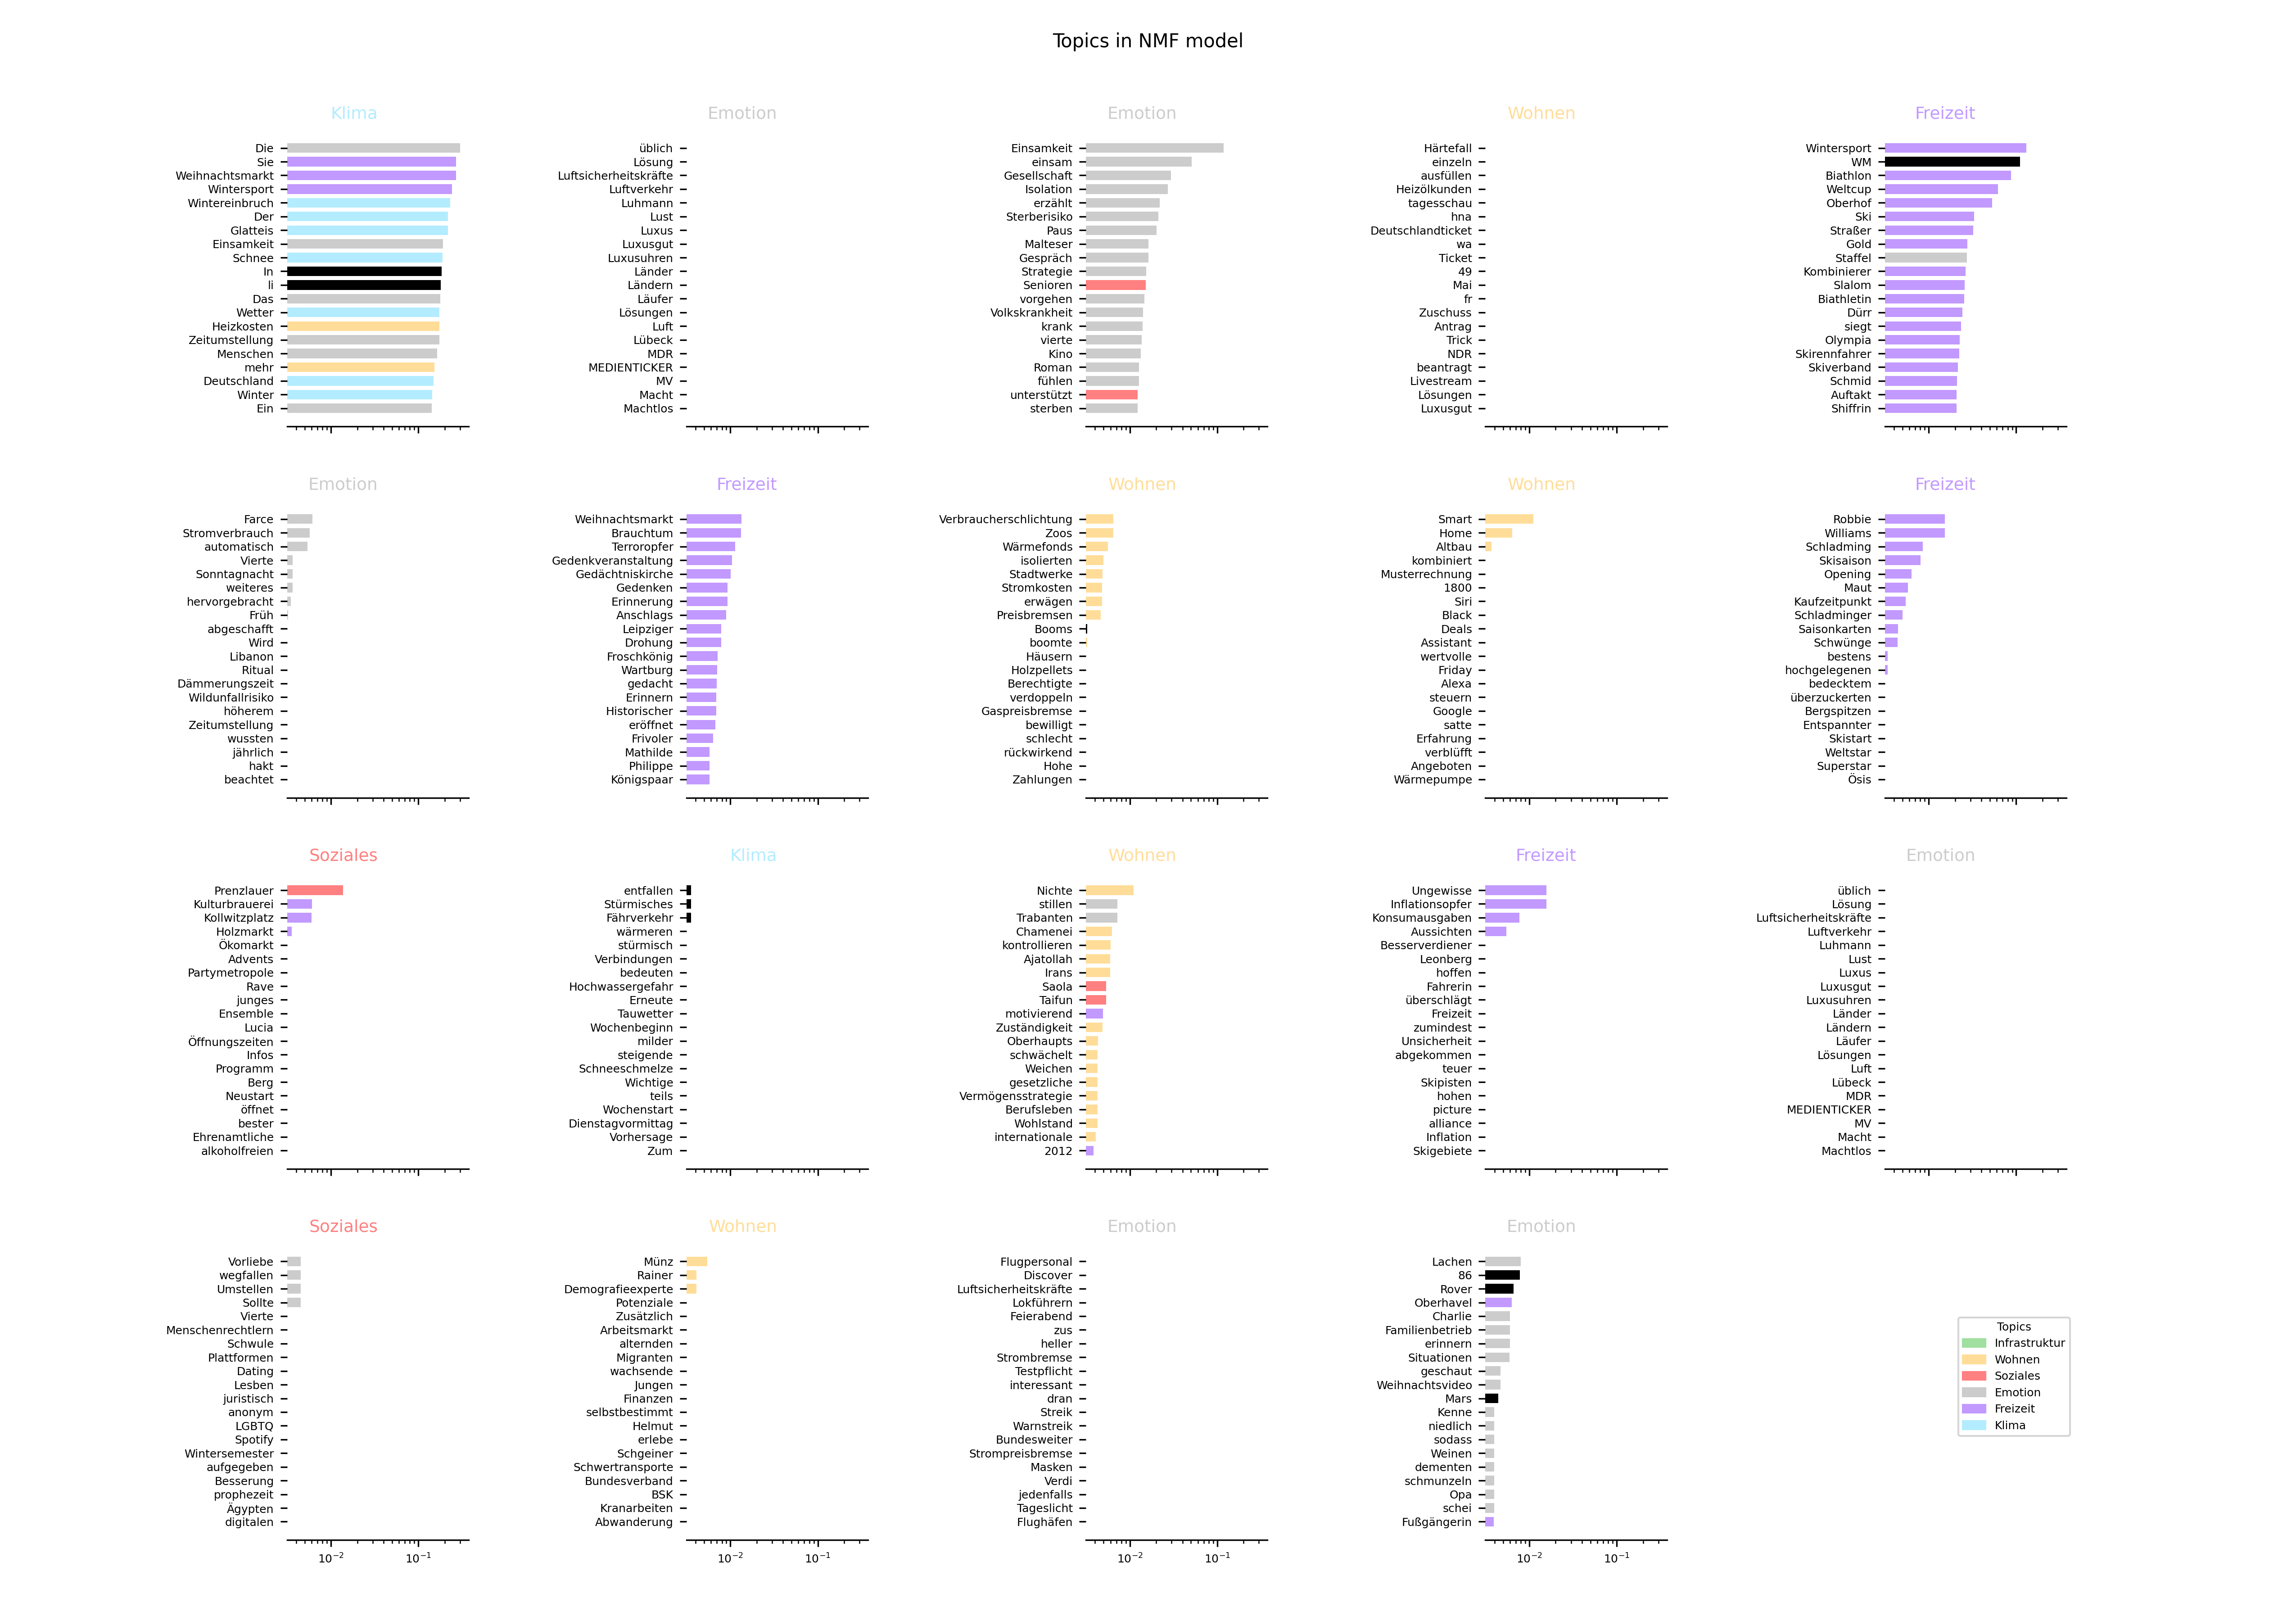 Topics in NMF model
Klima
Die
Sie
Weihnachtsmarkt
Wintersport
Wintereinbruch
Der
Glatteis
Einsamkeit
Schnee
In
li
Das
Wetter
Heizkosten
Zeitumstellung
Menschen
mehr
Deutschland
Winter
Ein
Emotion
üblich
Lösung
Luftsicherheitskräfte
Luftverkehr
Luhmann
Lust
Luxus
Luxusgut
Luxusuhren
Länder
Ländern
Läufer
Lösungen
Luft
Lübeck
MDR
MEDIENTICKER
MV
Macht
Machtlos
Emotion
Einsamkeit
einsam
Gesellschaft
Isolation
erzählt
Sterberisiko
Paus
Malteser
Gespräch
Strategie
Senioren
vorgehen
Volkskrankheit
krank
vierte
Kino
Roman
fühlen
unterstützt
sterben
Wohnen
Härtefall
einzeln
ausfüllen
Heizölkunden
tagesschau
hna
Deutschlandticket
wa
Ticket
49
Mai
fr
Zuschuss
Antrag
Trick
NDR
beantragt
Livestream
Lösungen
Luxusgut
Freizeit
Wintersport
WM
Biathlon
Weltcup
Oberhof
Ski
Straßer
Gold
Staffel
Kombinierer
Slalom
Biathletin
Dürr
siegt
Olympia
Skirennfahrer
Skiverband
Schmid
Auftakt
Shiffrin
Emotion
Farce
Stromverbrauch
automatisch
Vierte
Sonntagnacht
weiteres
hervorgebracht
Früh
abgeschafft
Wird
Libanon
Ritual
Dämmerungszeit
Wildunfallrisiko
höherem
Zeitumstellung
wussten
jährlich
hakt
beachtet
Freizeit
Weihnachtsmarkt
Brauchtum
Terroropfer
Gedenkveranstaltung
Gedächtniskirche
Gedenken
Erinnerung
Anschlags
Leipziger
Drohung
Froschkönig
Wartburg
gedacht
Erinnern
Historischer
eröffnet
Frivoler
Mathilde
Philippe
Königspaar
Wohnen
Verbraucherschlichtung
Zoos
Wärmefonds
isolierten
Stadtwerke
Stromkosten
erwägen
Preisbremsen
Booms
boomte
Häusern
Holzpellets
Berechtigte
verdoppeln
Gaspreisbremse
bewilligt
schlecht
rückwirkend
Hohe
Zahlungen
Wohnen
Smart
Home
Altbau
kombiniert
Musterrechnung
1800
Siri
Black
Deals
Assistant
wertvolle
Friday
Alexa
steuern
Google
satte
Erfahrung
verblüfft
Angeboten
Wärmepumpe
Freizeit
Robbie
Williams
Schladming
Skisaison
Opening
Maut
Kaufzeitpunkt
Schladminger
Saisonkarten
Schwünge
bestens
hochgelegenen
bedecktem
überzuckerten
Bergspitzen
Entspannter
Skistart
Weltstar
Superstar
Ösis
Soziales
Prenzlauer
Kulturbrauerei
Kollwitzplatz
Holzmarkt
Ökomarkt
Advents
Partymetropole
Rave
junges
Ensemble
Lucia
Öffnungszeiten
Infos
Programm
Berg
Neustart
öffnet
bester
Ehrenamtliche
alkoholfreien
Klima
entfallen
Stürmisches
Fährverkehr
wärmeren
stürmisch
Verbindungen
bedeuten
Hochwassergefahr
Erneute
Tauwetter
Wochenbeginn
milder
steigende
Schneeschmelze
Wichtige
teils
Wochenstart
Dienstagvormittag
Vorhersage
Zum
Wohnen
Nichte
stillen
Trabanten
Chamenei
kontrollieren
Ajatollah
Irans
Saola
Taifun
motivierend
Zuständigkeit
Oberhaupts
schwächelt
Weichen
gesetzliche
Vermögensstrategie
Berufsleben
Wohlstand
internationale
2012
Freizeit
Ungewisse
Inflationsopfer
Konsumausgaben
Aussichten
Besserverdiener
Leonberg
hoffen
Fahrerin
überschlägt
Freizeit
zumindest
Unsicherheit
abgekommen
teuer
Skipisten
hohen
picture
alliance
Inflation
Skigebiete
Emotion
üblich
Lösung
Luftsicherheitskräfte
Luftverkehr
Luhmann
Lust
Luxus
Luxusgut
Luxusuhren
Länder
Ländern
Läufer
Lösungen
Luft
Lübeck
MDR
MEDIENTICKER
MV
Macht
Machtlos
Soziales
Vorliebe
wegfallen
Umstellen
Sollte
Vierte
Menschenrechtlern
Schwule
Plattformen
Dating
Lesben
juristisch
anonym
LGBTQ
Spotify
Wintersemester
aufgegeben
Besserung
prophezeit
Ägypten
digitalen
10⁻² 10⁻¹
Wohnen
Münz
Rainer
Demografieexperte
Potenziale
Zusätzlich
Arbeitsmarkt
alternden
Migranten
wachsende
Jungen
Finanzen
selbstbestimmt
Helmut
erlebe
Schgeiner
Schwertransporte
Bundesverband
BSK
Kranarbeiten
Abwanderung
10⁻² 10⁻¹
Emotion
Flugpersonal
Discover
Luftsicherheitskräfte
Lokführern
Feierabend
zus
heller
Strombremse
Testpflicht
interessant
dran
Streik
Warnstreik
Bundesweiter
Strompreisbremse
Masken
Verdi
jedenfalls
Tageslicht
Flughäfen
10⁻² 10⁻¹
Emotion
Lachen
86
Rover
Oberhavel
Charlie
Familienbetrieb
erinnern
Situationen
geschaut
Weihnachtsvideo
Mars
Kenne
niedlich
sodass
Weinen
dementen
schmunzeln
Opa
schei
Fußgängerin
10⁻² 10⁻¹
Topics
Infrastruktur
Wohnen
Soziales
Emotion
Freizeit
Klima